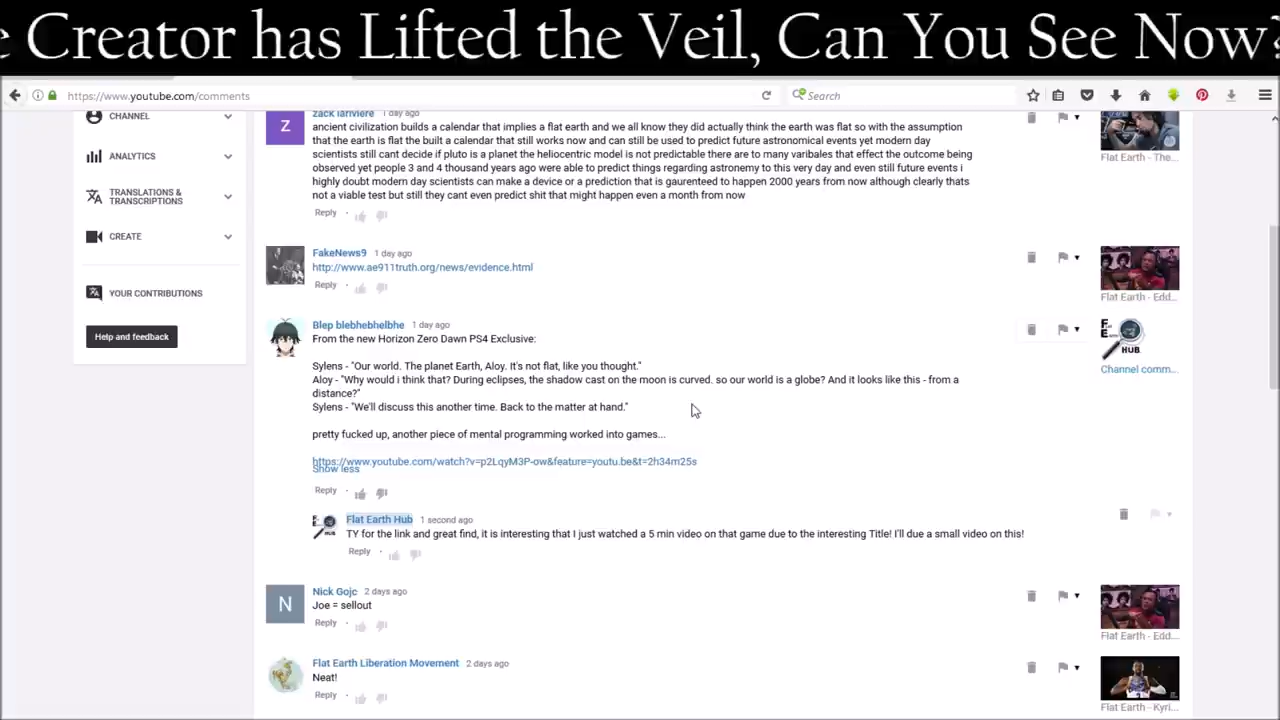 e Creator has Lifted the Veil, Can You See Now?
https://www.youtube.com/comments
Search
CHANNEL
ANALYTICS
TRANSLATIONS &
TRANSCRIPTIONS
CREATE
YOUR CONTRIBUTIONS
Help and feedback
zack lariviere 1 day ago
ancient civilization builds a calendar that implies a flat earth and we all know they did actually think the earth was flat so with the assumption
that the earth is flat the built a calendar that still works now and can still be used to predict future astronomical events yet modern day
scientists still cant decide if pluto is a planet the heliocentric model is not predictable there are to many varibales that effect the outcome being
observed yet people 3 and 4 thousand years ago were able to predict things regarding astronemy to this very day and even still future events i
highly doubt modern day scientists can make a device or a prediction that is gaurenteed to happen 2000 years from now although clearly thats
not a viable test but still they cant even predict shit that might happen even a month from now
Reply
Flat Earth - The...
FakeNews9 1 day ago
http://www.ae911truth.org/news/evidence.html
Reply
Flat Earth - Edd...
Blep blebhebhelbhe 1 day ago
From the new Horizon Zero Dawn PS4 Exclusive:
Sylens - "Our world. The planet Earth, Aloy. It's not flat, like you thought."
Aloy - "Why would i think that? During eclipses, the shadow cast on the moon is curved. so our world is a globe? And it looks like this - from a
distance?"
Sylens - "We'll discuss this another time. Back to the matter at hand."
pretty fucked up, another piece of mental programming worked into games...
https://www.youtube.com/watch?v=p2LqyM3P-ow&feature=youtu.be&t=2h34m25s
Show less
Reply
HUB
Channel comm...
Flat Earth Hub 1 second ago
TY for the link and great find, it is interesting that I just watched a 5 min video on that game due to the interesting Title! I'll due a small video on this!
Reply
Nick Gojc 2 days ago
Joe = sellout
Reply
Flat Earth - Edd...
Flat Earth Liberation Movement 2 days ago
Neat!
Reply
Flat Earth - Kyri...
Z
N